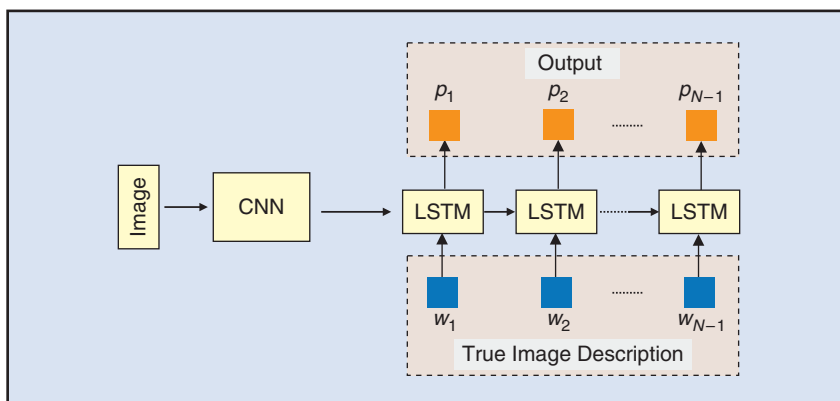 Output
p1 p2 pN−1
Image
CNN
LSTM LSTM LSTM
w1 w2 wN−1
True Image Description